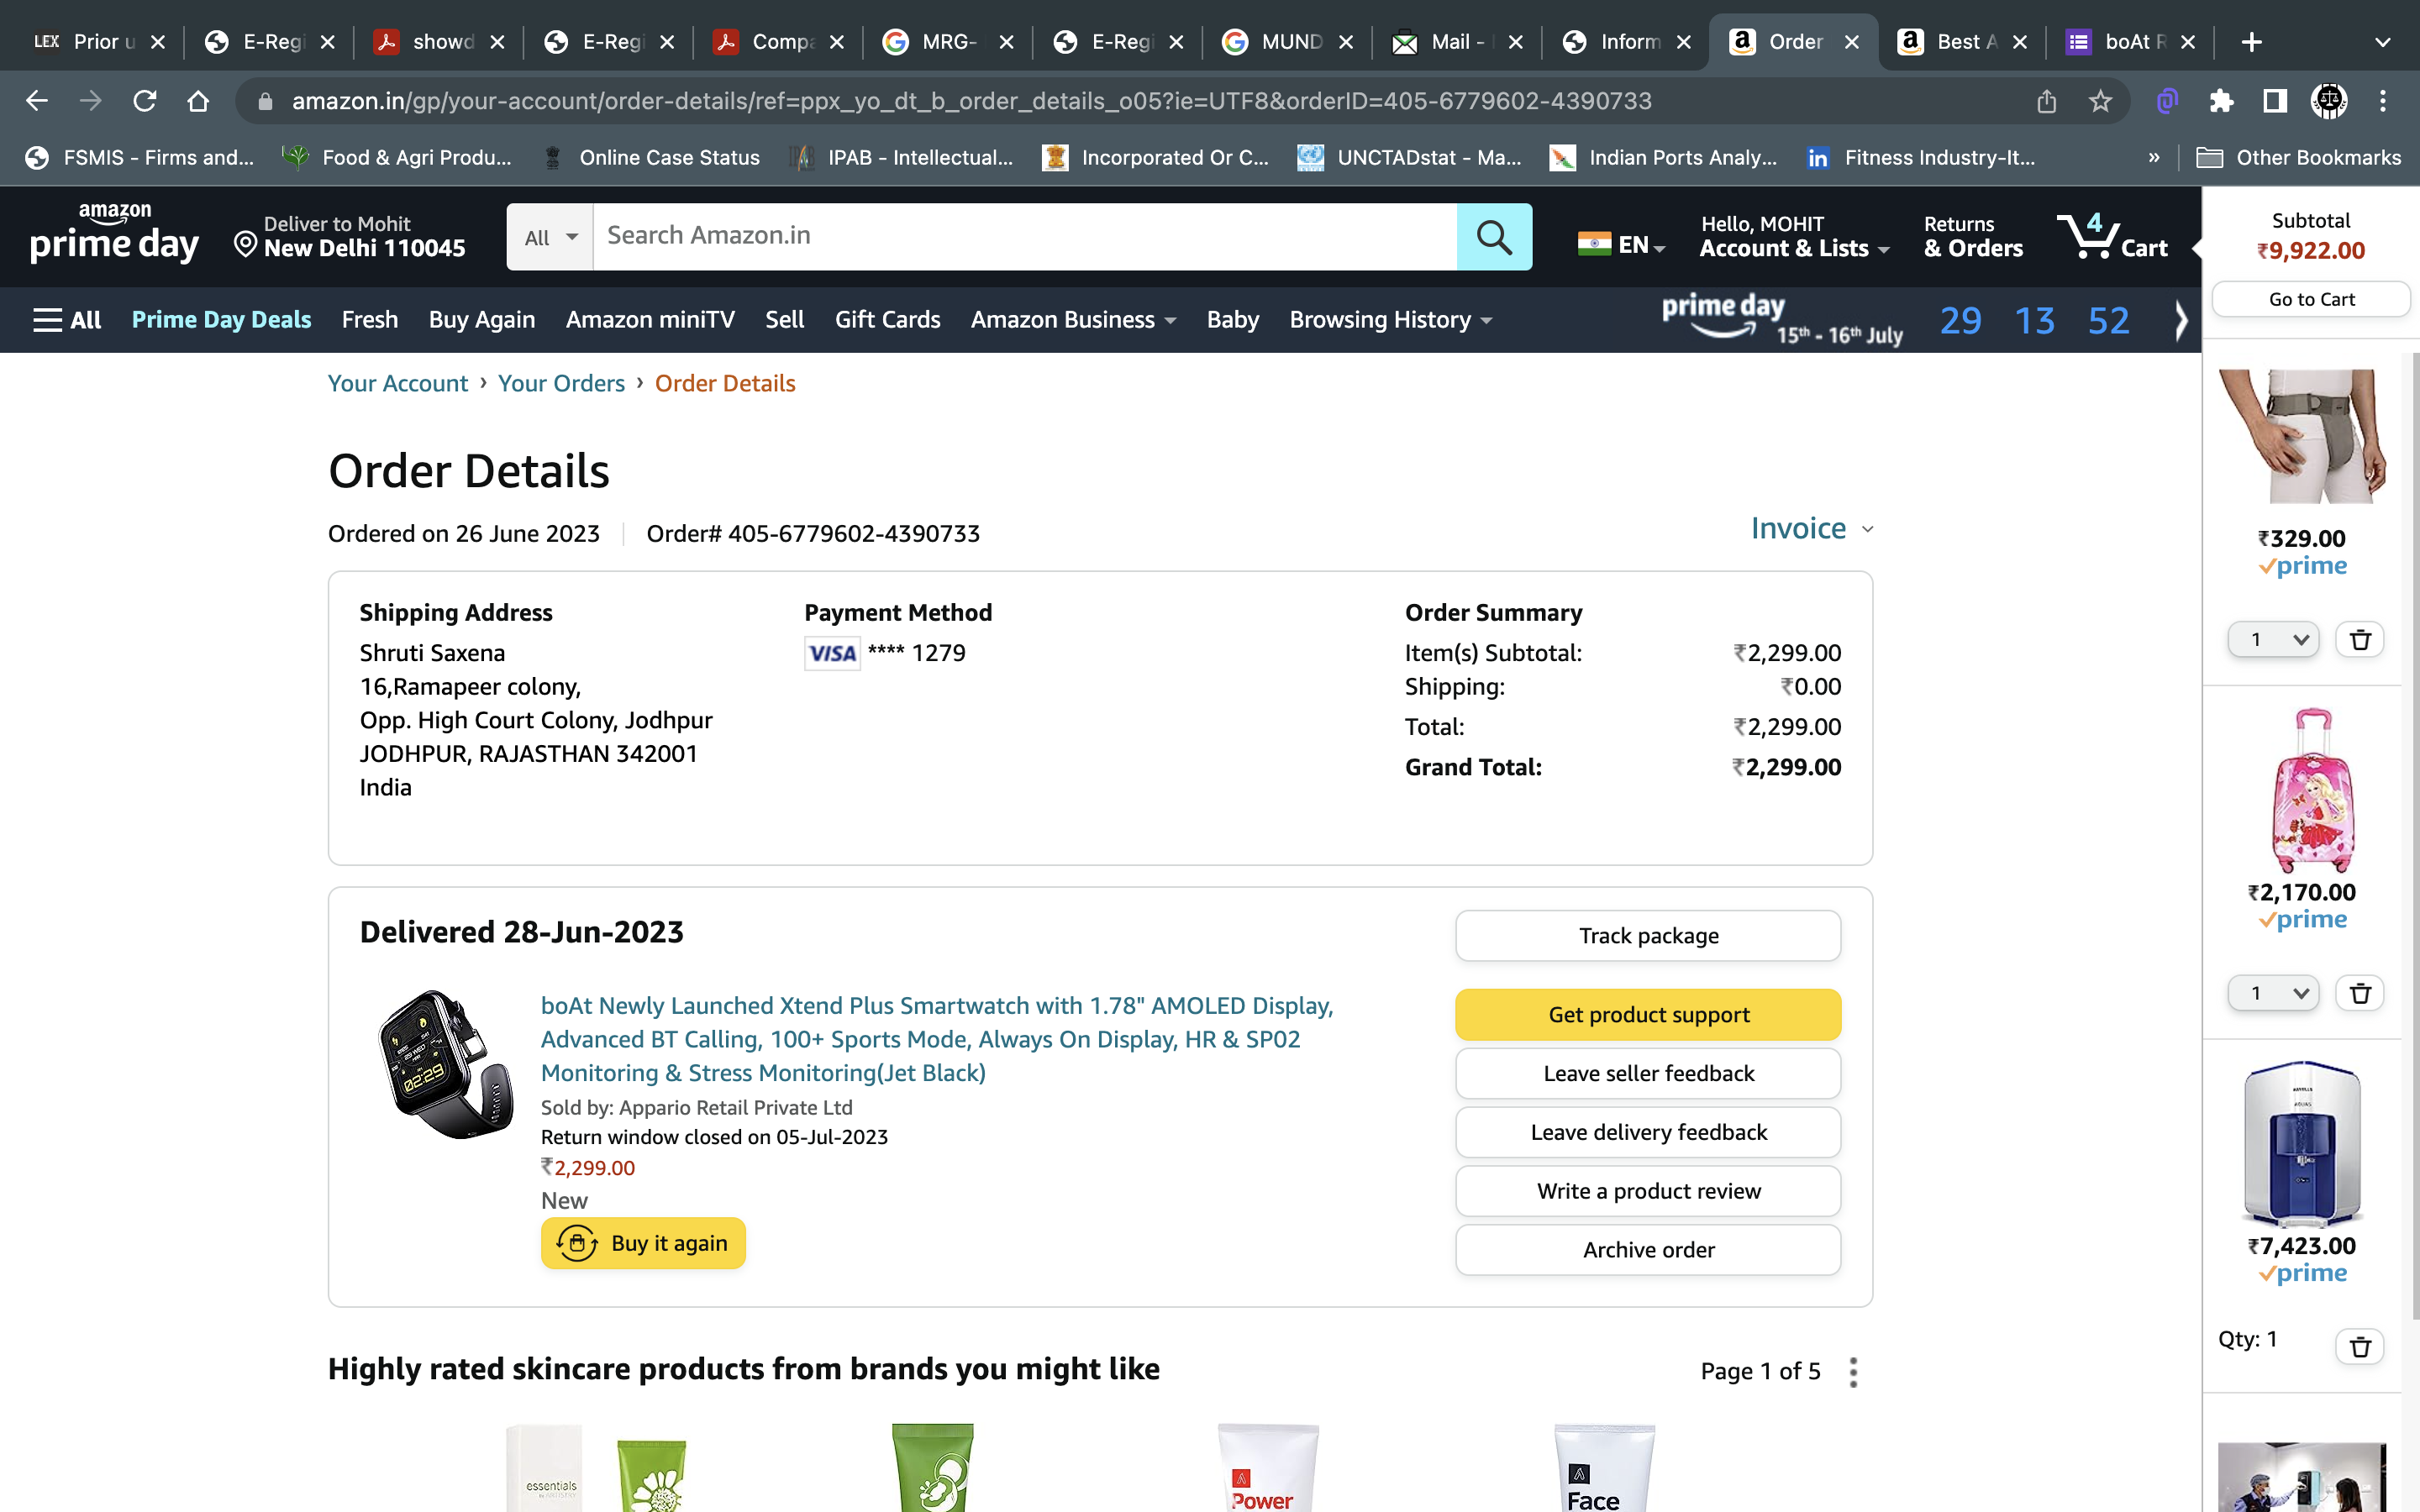 LEX Prior u
E-Regi
showd
E-Regi
Compa
MRG-
E-Regi
MUND
Mail -
Inform
Order
Best A
boAt R
amazon.in/gp/your-account/order-details/ref=ppx_yo_dt_b_order_details_o05?ie=UTF8&orderID=405-6779602-4390733
FSMIS - Firms and...
Food & Agri Produ...
Online Case Status
IPAB - Intellectual...
Incorporated Or C...
UNCTADstat - Ma...
Indian Ports Analy...
in Fitness Industry-It...
»
Other Bookmarks
amazon
prime day
Deliver to Mohit
New Delhi 110045
All
Search Amazon.in
EN
Hello, MOHIT
Account & Lists
Returns
& Orders
4
Cart
All
Prime Day Deals
Fresh
Buy Again
Amazon miniTV
Sell
Gift Cards
Amazon Business
Baby
Browsing History
prime day
15th - 16th July
29 13 52
Your Account › Your Orders › Order Details
Order Details
Ordered on 26 June 2023
Order# 405-6779602-4390733
Invoice
Shipping Address
Shruti Saxena
16,Ramapeer colony,
Opp. High Court Colony, Jodhpur
JODHPUR, RAJASTHAN 342001
India
Payment Method
VISA **** 1279
Order Summary
Item(s) Subtotal: ₹2,299.00
Shipping: ₹0.00
Total: ₹2,299.00
Grand Total: ₹2,299.00
Delivered 28-Jun-2023
boAt Newly Launched Xtend Plus Smartwatch with 1.78" AMOLED Display,
Advanced BT Calling, 100+ Sports Mode, Always On Display, HR & SP02
Monitoring & Stress Monitoring(Jet Black)
Sold by: Appario Retail Private Ltd
Return window closed on 05-Jul-2023
₹2,299.00
New
Buy it again
Track package
Get product support
Leave seller feedback
Leave delivery feedback
Write a product review
Archive order
02:29
Highly rated skincare products from brands you might like
Page 1 of 5
essentials
Power
Face
Subtotal
₹9,922.00
Go to Cart
₹329.00
prime
1
₹2,170.00
prime
1
₹7,423.00
prime
Qty: 1